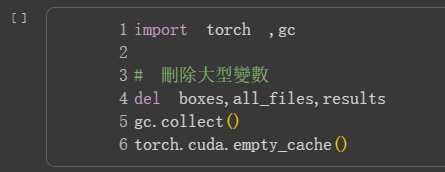 [ ]
1 import  torch  ,gc
2
3 #  刪除大型變數
4 del  boxes,all_files,results
5 gc.collect()
6 torch.cuda.empty_cache()